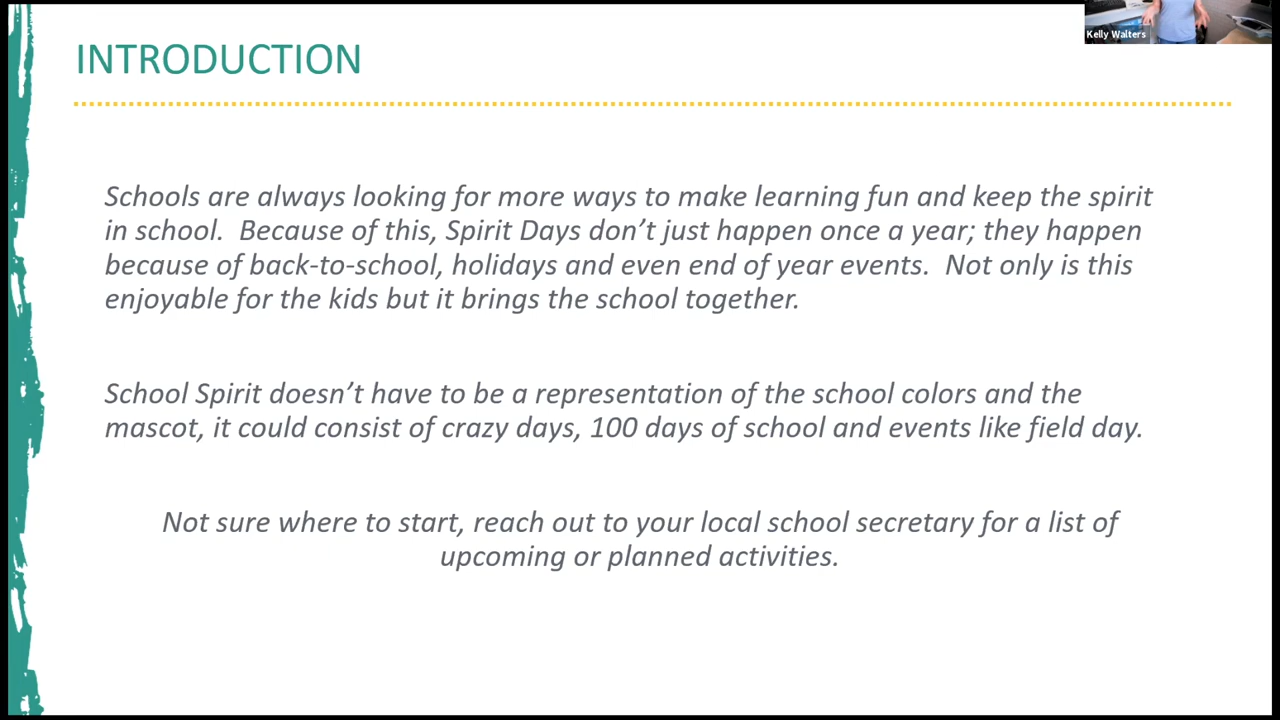 INTRODUCTION
Kelly Walters
Schools are always looking for more ways to make learning fun and keep the spirit
in school.  Because of this, Spirit Days don’t just happen once a year; they happen
because of back-to-school, holidays and even end of year events.  Not only is this
enjoyable for the kids but it brings the school together.
School Spirit doesn’t have to be a representation of the school colors and the
mascot, it could consist of crazy days, 100 days of school and events like field day.
Not sure where to start, reach out to your local school secretary for a list of
upcoming or planned activities.